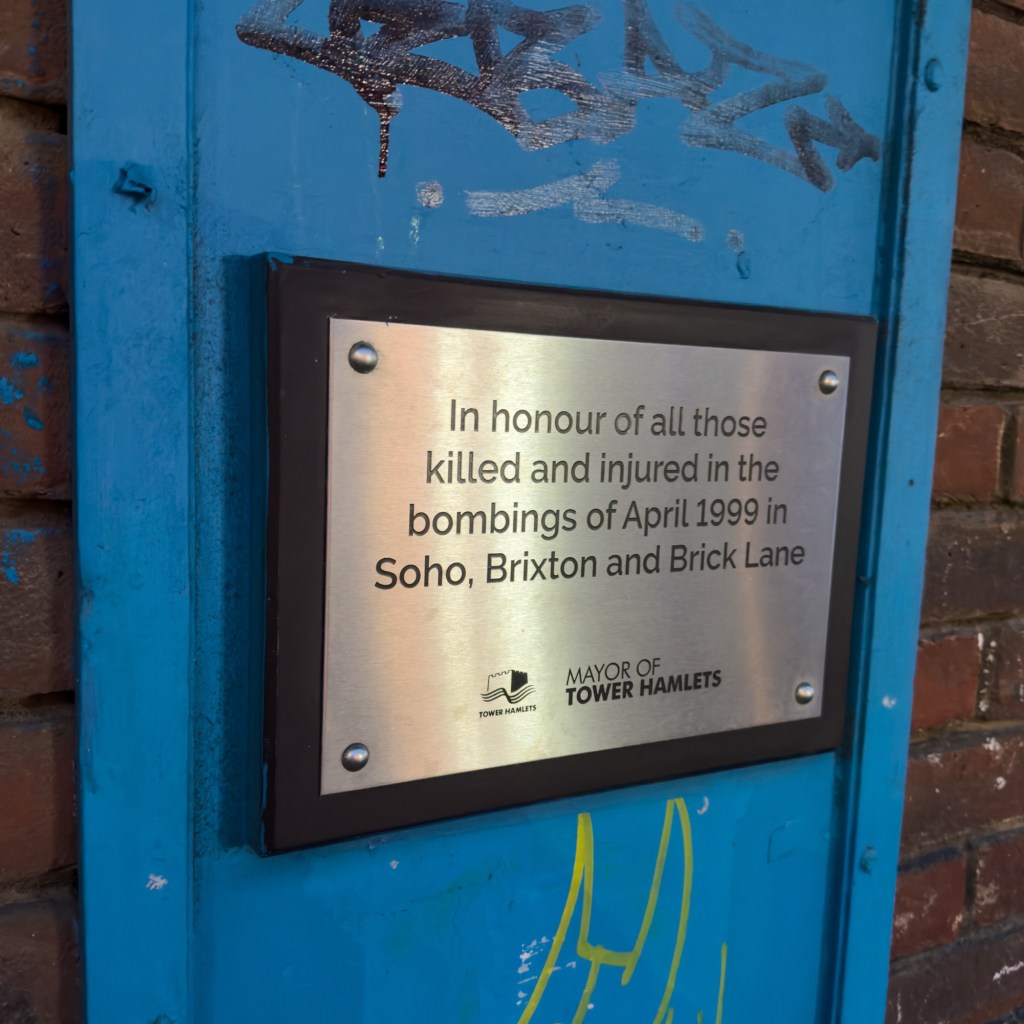 In honour of all those
killed and injured in the
bombings of April 1999 in
Soho, Brixton and Brick Lane
TOWER HAMLETS
MAYOR OF
TOWER HAMLETS